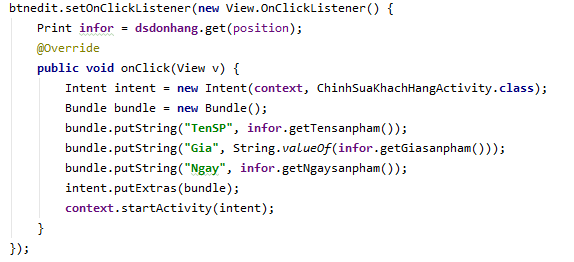 btnedit.setOnClickListener(new View.OnClickListener() {
    Print infor = dsdonhang.get(position);
    @Override
    public void onClick(View v) {
        Intent intent = new Intent(context, ChinhSuaKhachHangActivity.class);
        Bundle bundle = new Bundle();
        bundle.putString("TenSP", infor.getTensanpham());
        bundle.putString("Gia", String.valueOf(infor.getGiasanpham()));
        bundle.putString("Ngay", infor.getNgaysanpham());
        intent.putExtras(bundle);
        context.startActivity(intent);
    }
});